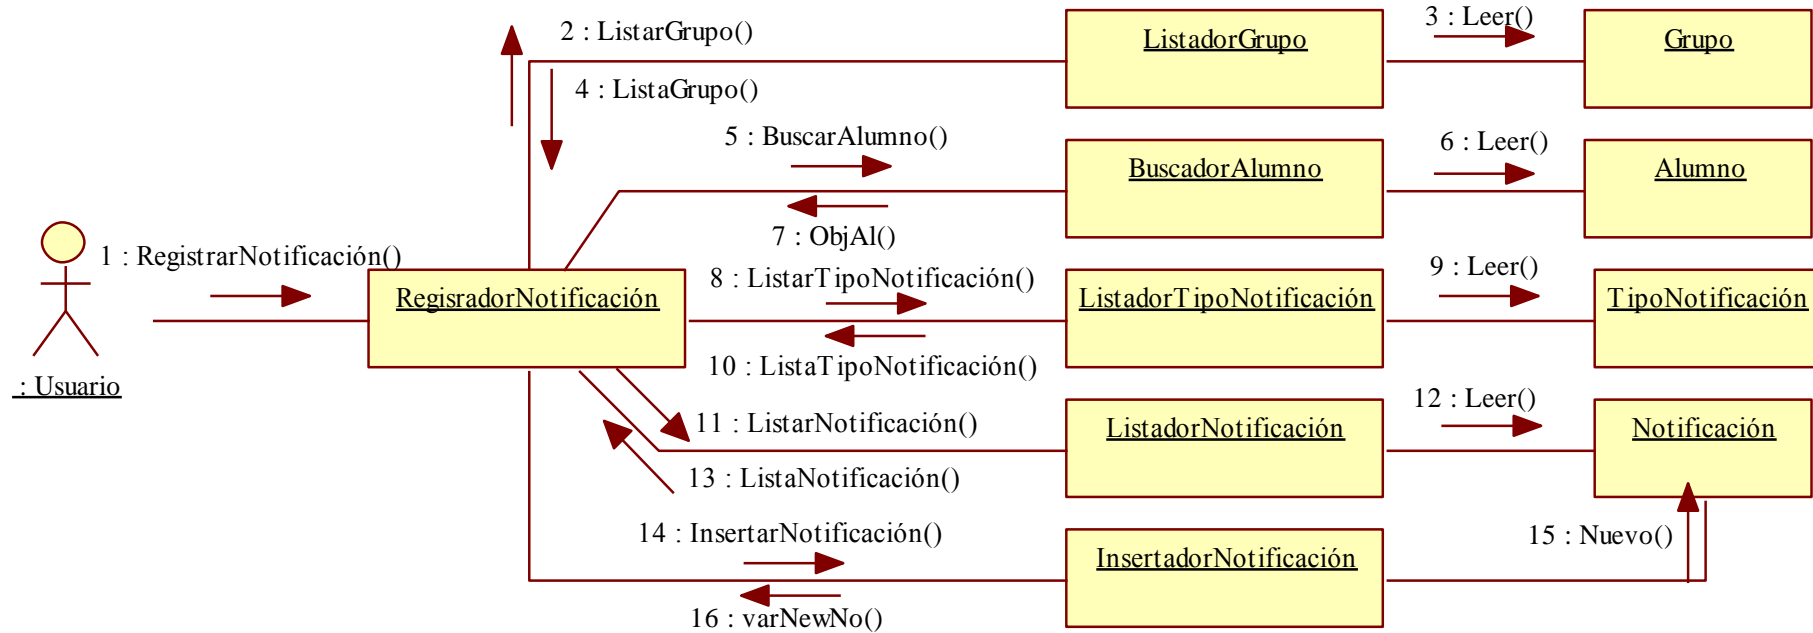 2 : ListarGrupo()
ListadorGrupo
3 : Leer()
Grupo
4 : ListaGrupo()
5 : BuscarAlumno()
BuscadorAlumno
6 : Leer()
Alumno
7 : ObjAl()
1 : RegistrarNotificación()
: Usuario
RegisradorNotificación
8 : ListarTipoNotificación()
ListadorTipoNotificación
9 : Leer()
TipoNotificación
10 : ListaTipoNotificación()
11 : ListarNotificación()
ListadorNotificación
12 : Leer()
Notificación
13 : ListaNotificación()
14 : InsertarNotificación()
InsertadorNotificación
15 : Nuevo()
16 : varNewNo()